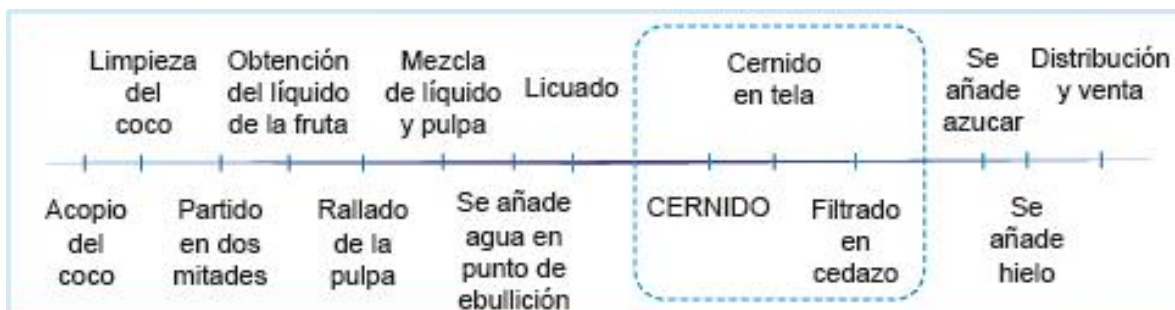 Limpieza
del
coco
Obtención
del líquido
de la fruta
Mezcla
de líquido
y pulpa
Licuado
Cernido
en tela
Se
añade
azucar
Distribución
y venta
Acopio
del
coco
Partido
en dos
mitades
Rallado
de la
pulpa
Se añade
agua en
punto de
ebullición
CERNIDO
Filtrado
en
cedazo
Se
añade
hielo